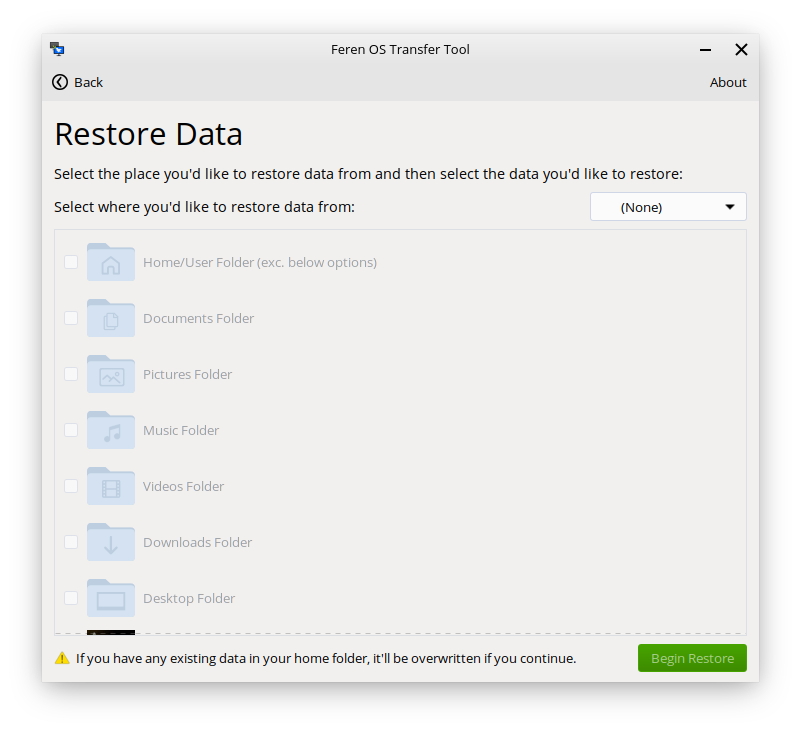 Feren OS Transfer Tool
Back
About
Restore Data
Select the place you'd like to restore data from and then select the data you'd like to restore:
Select where you'd like to restore data from:
(None)
Home/User Folder (exc. below options)
Documents Folder
Pictures Folder
Music Folder
Videos Folder
Downloads Folder
Desktop Folder
If you have any existing data in your home folder, it'll be overwritten if you continue.
Begin Restore